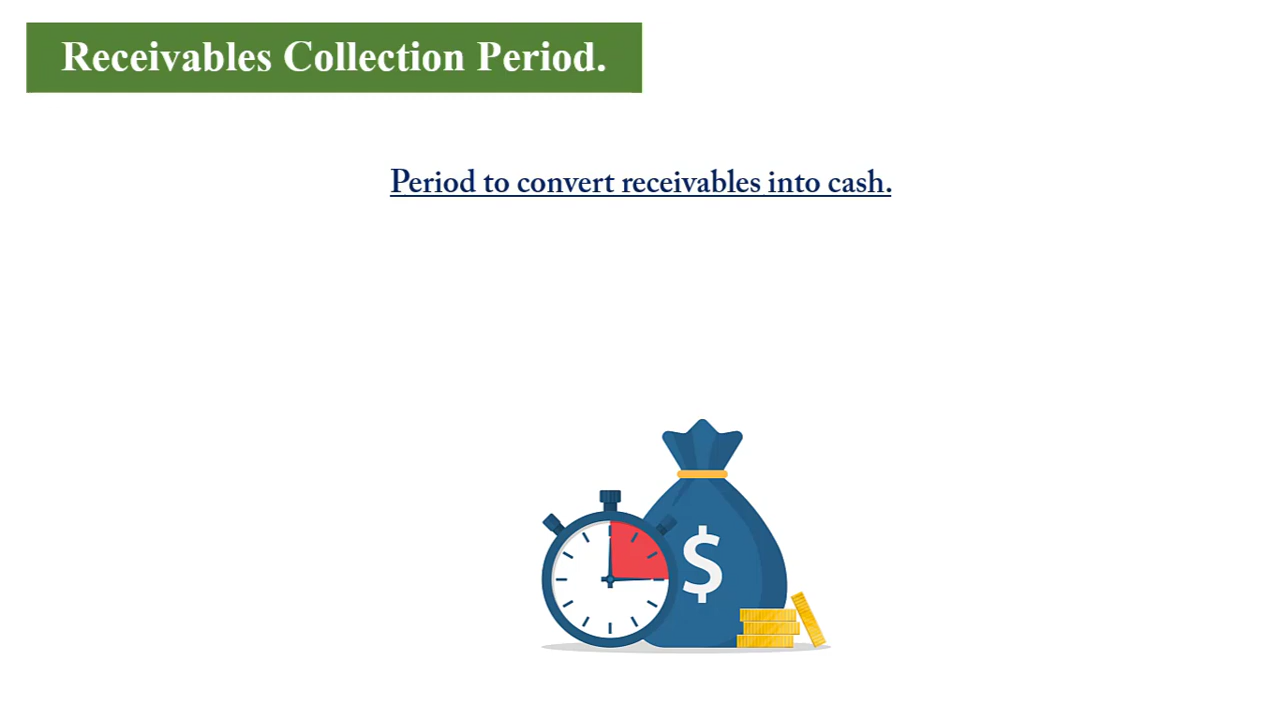 Receivables Collection Period.
Period to convert receivables into cash.
$